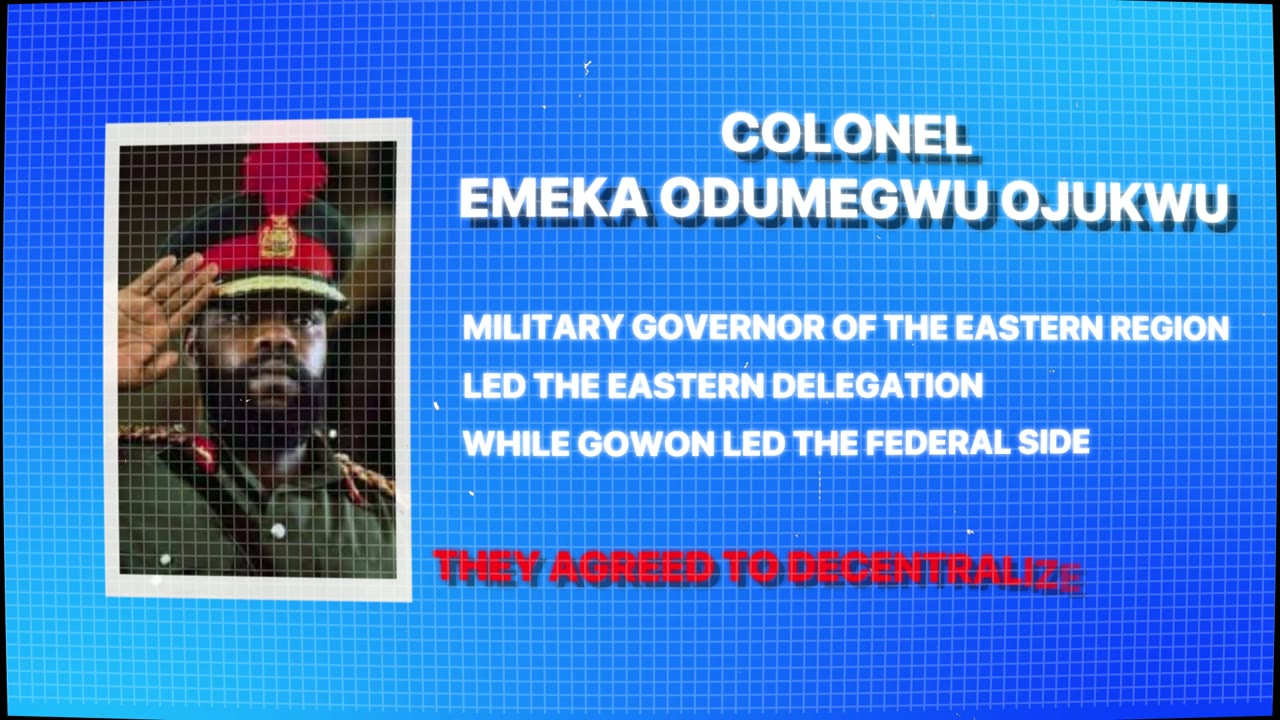 COLONEL
EMEKA ODUMEGWU OJUKWU
MILITARY GOVERNOR OF THE EASTERN REGION
LED THE EASTERN DELEGATION
WHILE GOWON LED THE FEDERAL SIDE
THEY AGREED TO DECENTRALIZE